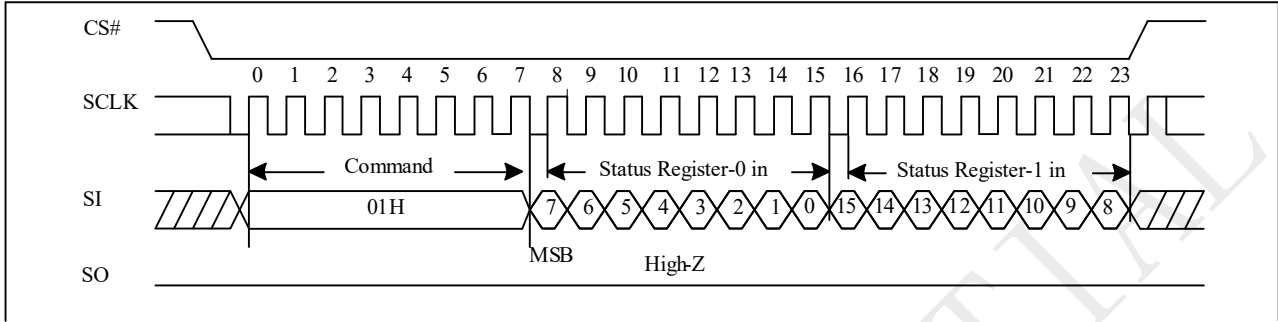 CS#
0 1 2 3 4 5 6 7 8 9 10 11 12 13 14 15 16 17 18 19 20 21 22 23
SCLK
Command Status Register-0 in Status Register-1 in
SI 01H 7 6 5 4 3 2 1 0 15 14 13 12 11 10 9 8
MSB High-Z
SO
TIAL